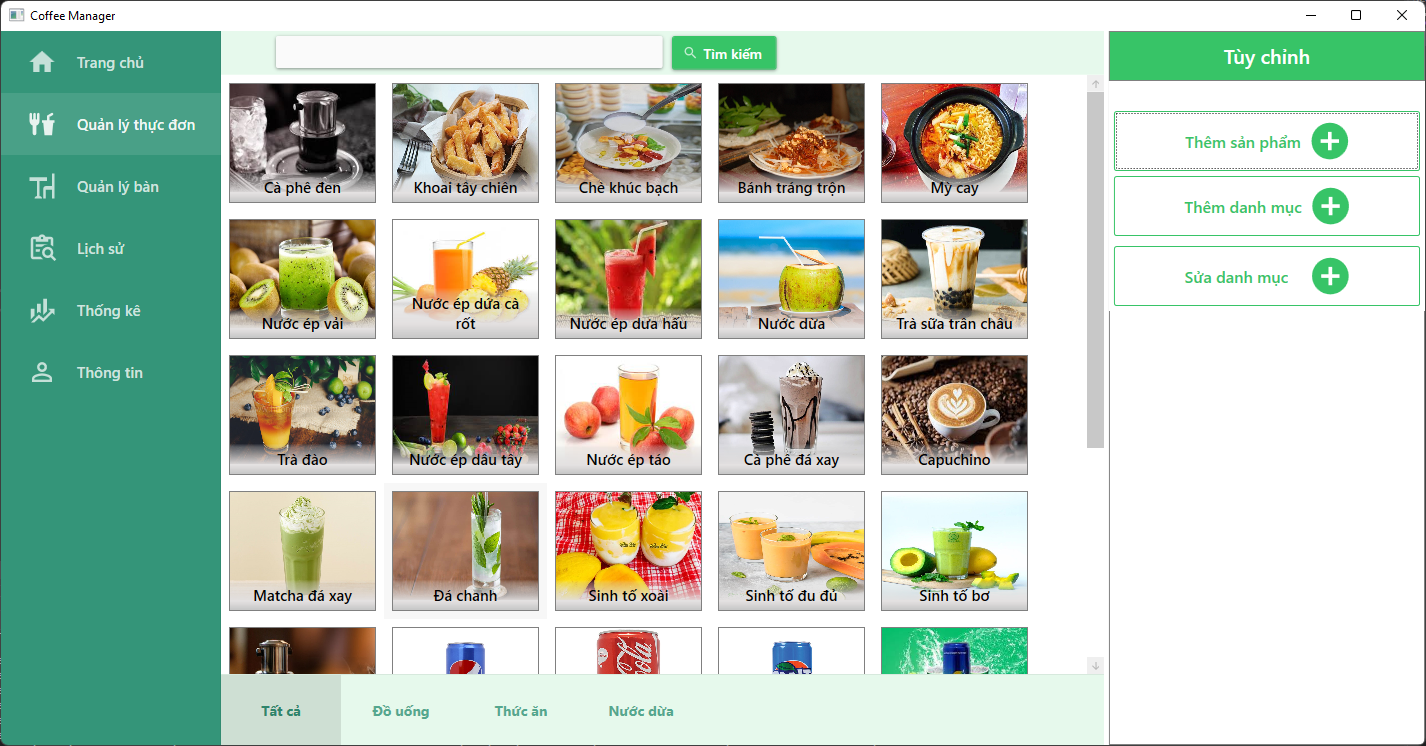 Coffee Manager
Trang chủ
Quản lý thực đơn
Quản lý bàn
Lịch sử
Thống kê
Thông tin
Tìm kiếm
Cà phê đen
Khoai tây chiên
Chè khúc bạch
Bánh tráng trộn
Mỳ cay
Nước ép vải
Nước ép dứa cà
rốt
Nước ép dưa hấu
Nước dừa
Trà sữa trân châu
Trà đào
Nước ép dâu tây
Nước ép táo
Cà phê đá xay
Capuchino
Matcha đá xay
Đá chanh
Sinh tố xoài
Sinh tố đu đủ
Sinh tố bơ
Tất cả
Đồ uống
Thức ăn
Nước dừa
Tùy chỉnh
Thêm sản phẩm
Thêm danh mục
Sửa danh mục